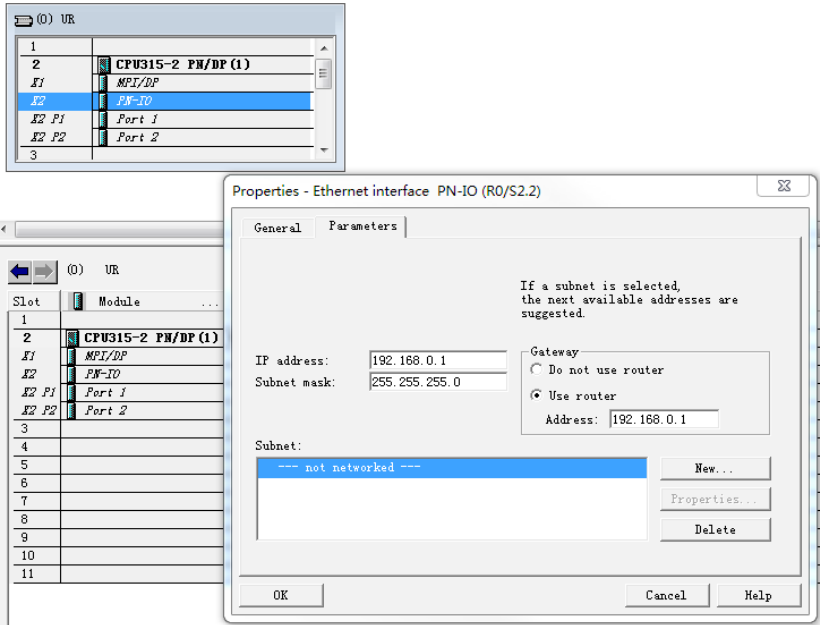 (0) UR
1
2 CPU315-2 PN/DP(1)
X1 MPI/DP
X2 PN-IO
X2 P1 Port 1
X2 P2 Port 2
3
Properties - Ethernet interface PN-IO (R0/S2.2)
General Parameters
If a subnet is selected,
the next available addresses are
suggested.
IP address: 192.168.0.1
Subnet mask: 255.255.255.0
Gateway
Do not use router
Use router
Address: 192.168.0.1
Subnet:
--- not networked ---
New...
Properties...
Delete
OK Cancel Help
(0) UR
Slot Module ...
1
2 CPU315-2 PN/DP(1)
X1 MPI/DP
X2 PN-IO
X2 P1 Port 1
X2 P2 Port 2
3
4
5
6
7
8
9
10
11